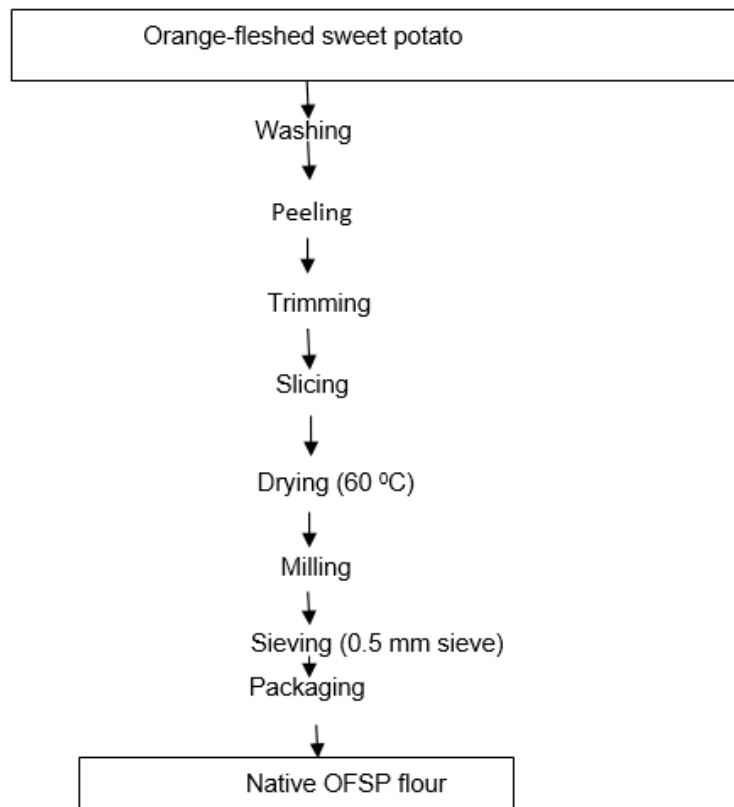 Orange-fleshed sweet potato
Washing
Peeling
Trimming
Slicing
Drying (60 ⁰C)
Milling
Sieving (0.5 mm sieve)
Packaging
Native OFSP flour